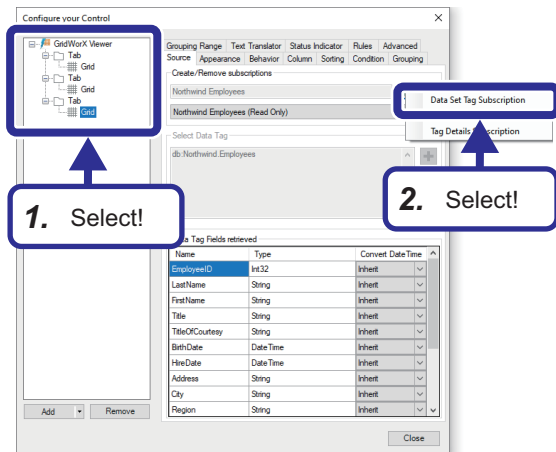 Configure your Control
GridWorX Viewer
Tab
Grid
Tab
Grid
Tab
Grid
Grouping Range Text Translator Status Indicator Rules Advanced
Source Appearance Behavior Column Sorting Condition Grouping
Create/Remove subscriptions
Northwind Employees
Northwind Employees (Read Only)
Data Set Tag Subscription
Tag Details Subscription
Select Data Tag
db:Northwind.Employees
1. Select!
2. Select!
Tag Fields retrieved
Name Type Convert DateTime
EmployeeID Int32 Inherit
LastName String Inherit
FirstName String Inherit
Title String Inherit
TitleOfCourtesy String Inherit
BirthDate DateTime Inherit
HireDate DateTime Inherit
Address String Inherit
City String Inherit
Region String Inherit
Add Remove
Close